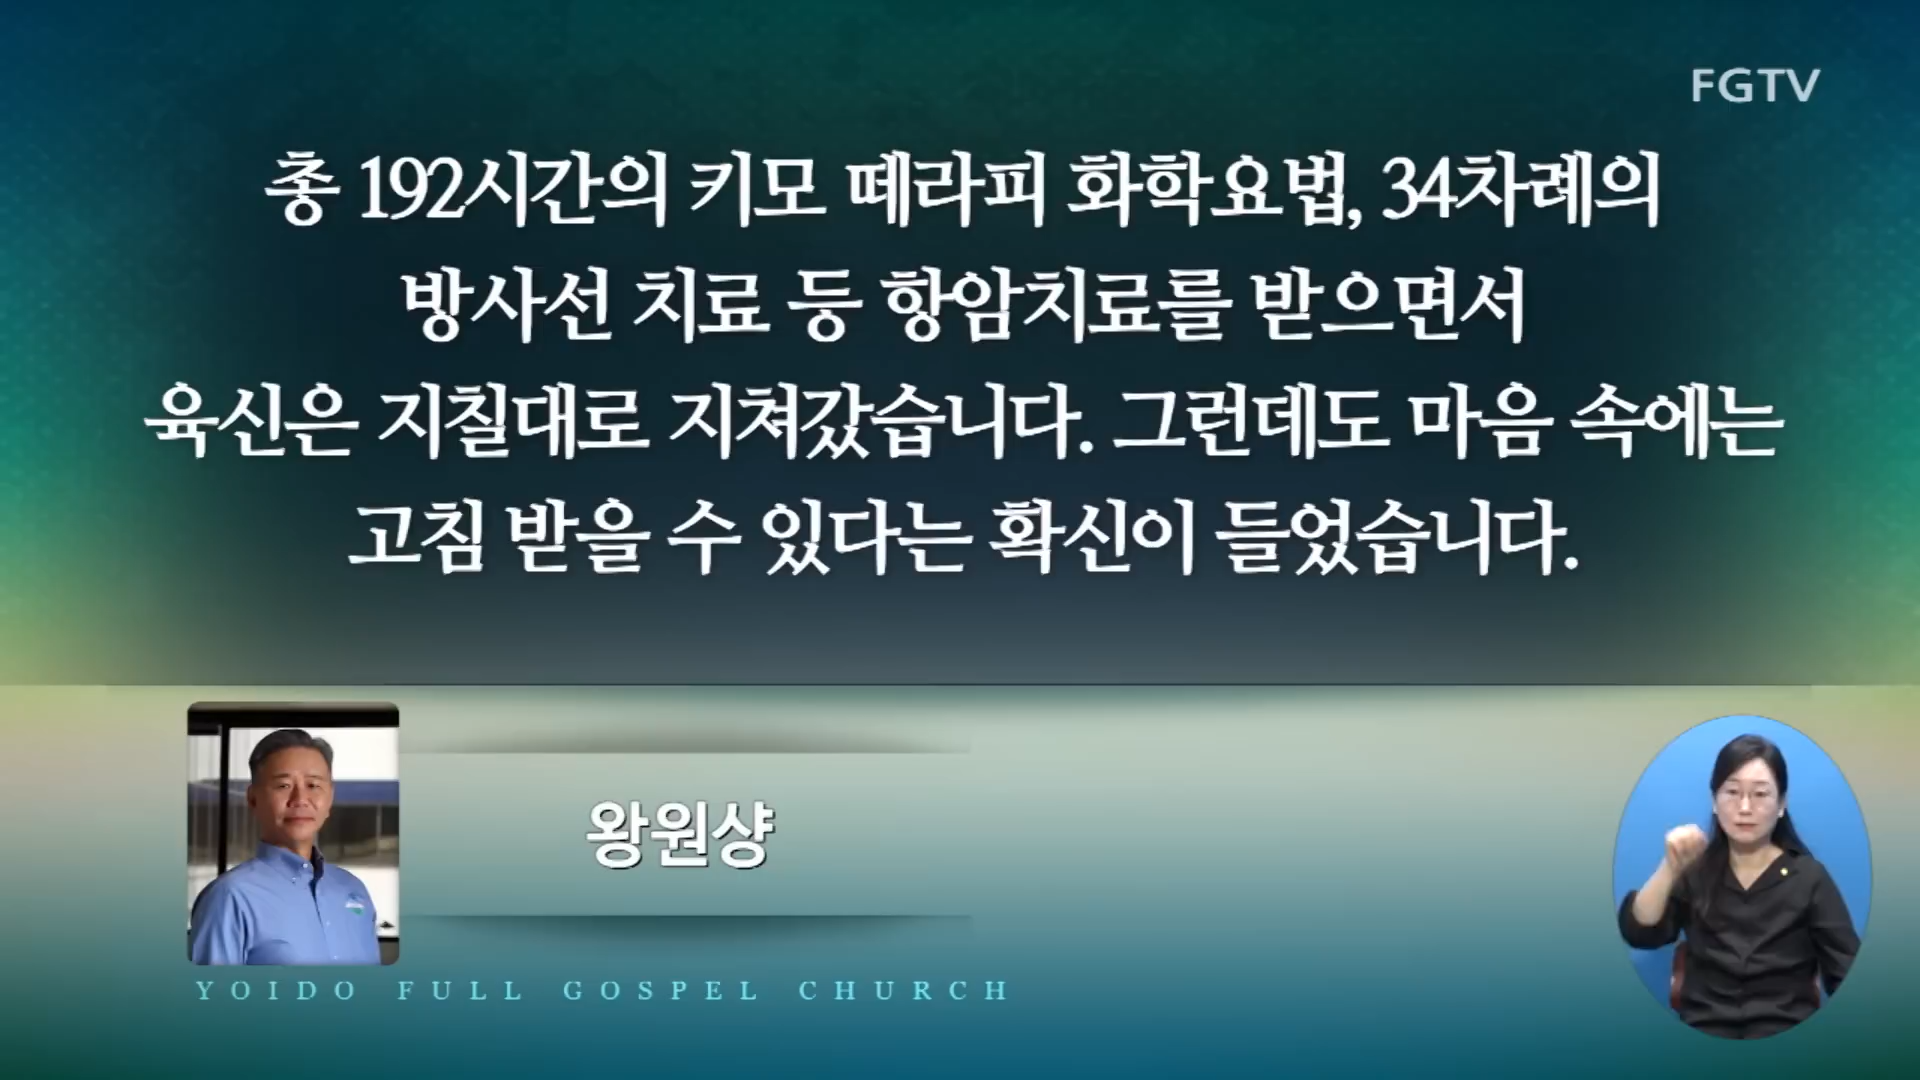 FGTV
총 192시간의 키모 떼라피 화학요법, 34차례의
방사선 치료 등 항암치료를 받으면서
육신은 지칠대로 지쳐갔습니다. 그런데도 마음 속에는
고침 받을 수 있다는 확신이 들었습니다.
왕원샹
YOIDO FULL GOSPEL CHURCH